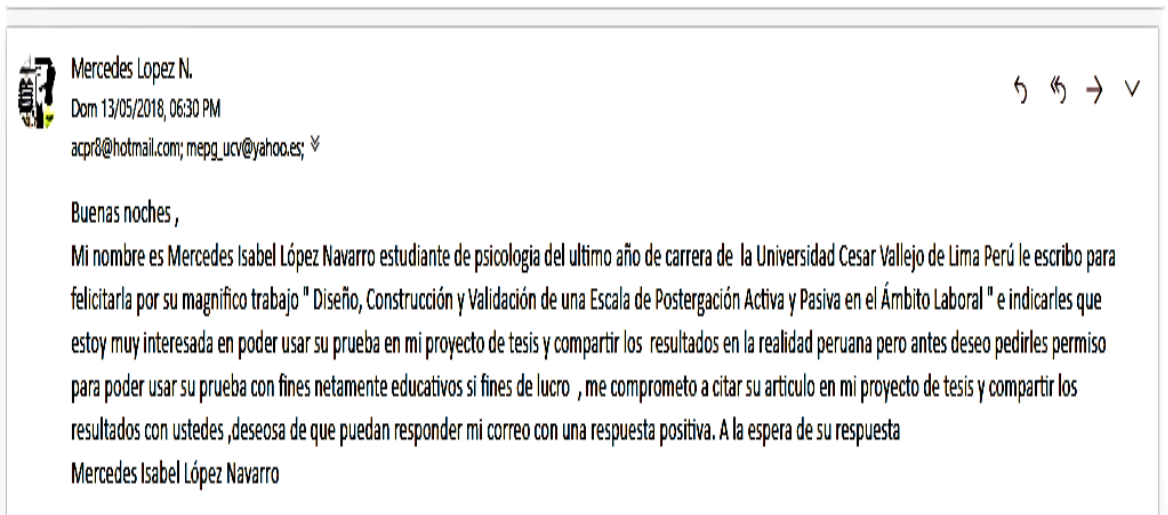 Mercedes Lopez N.
Dom 13/05/2018, 06:30 PM
acpr8@hotmail.com; mepg_ucv@yahoo.es;
Buenas noches ,
Mi nombre es Mercedes Isabel López Navarro estudiante de psicologia del ultimo año de carrera de la Universidad Cesar Vallejo de Lima Perú le escribo para
felicitarla por su magnifico trabajo " Diseño, Construcción y Validación de una Escala de Postergación Activa y Pasiva en el Ámbito Laboral " e indicarles que
estoy muy interesada en poder usar su prueba en mi proyecto de tesis y compartir los resultados en la realidad peruana pero antes deseo pedirles permiso
para poder usar su prueba con fines netamente educativos si fines de lucro , me comprometo a citar su articulo en mi proyecto de tesis y compartir los
resultados con ustedes ,deseosa de que puedan responder mi correo con una respuesta positiva. A la espera de su respuesta
Mercedes Isabel López Navarro